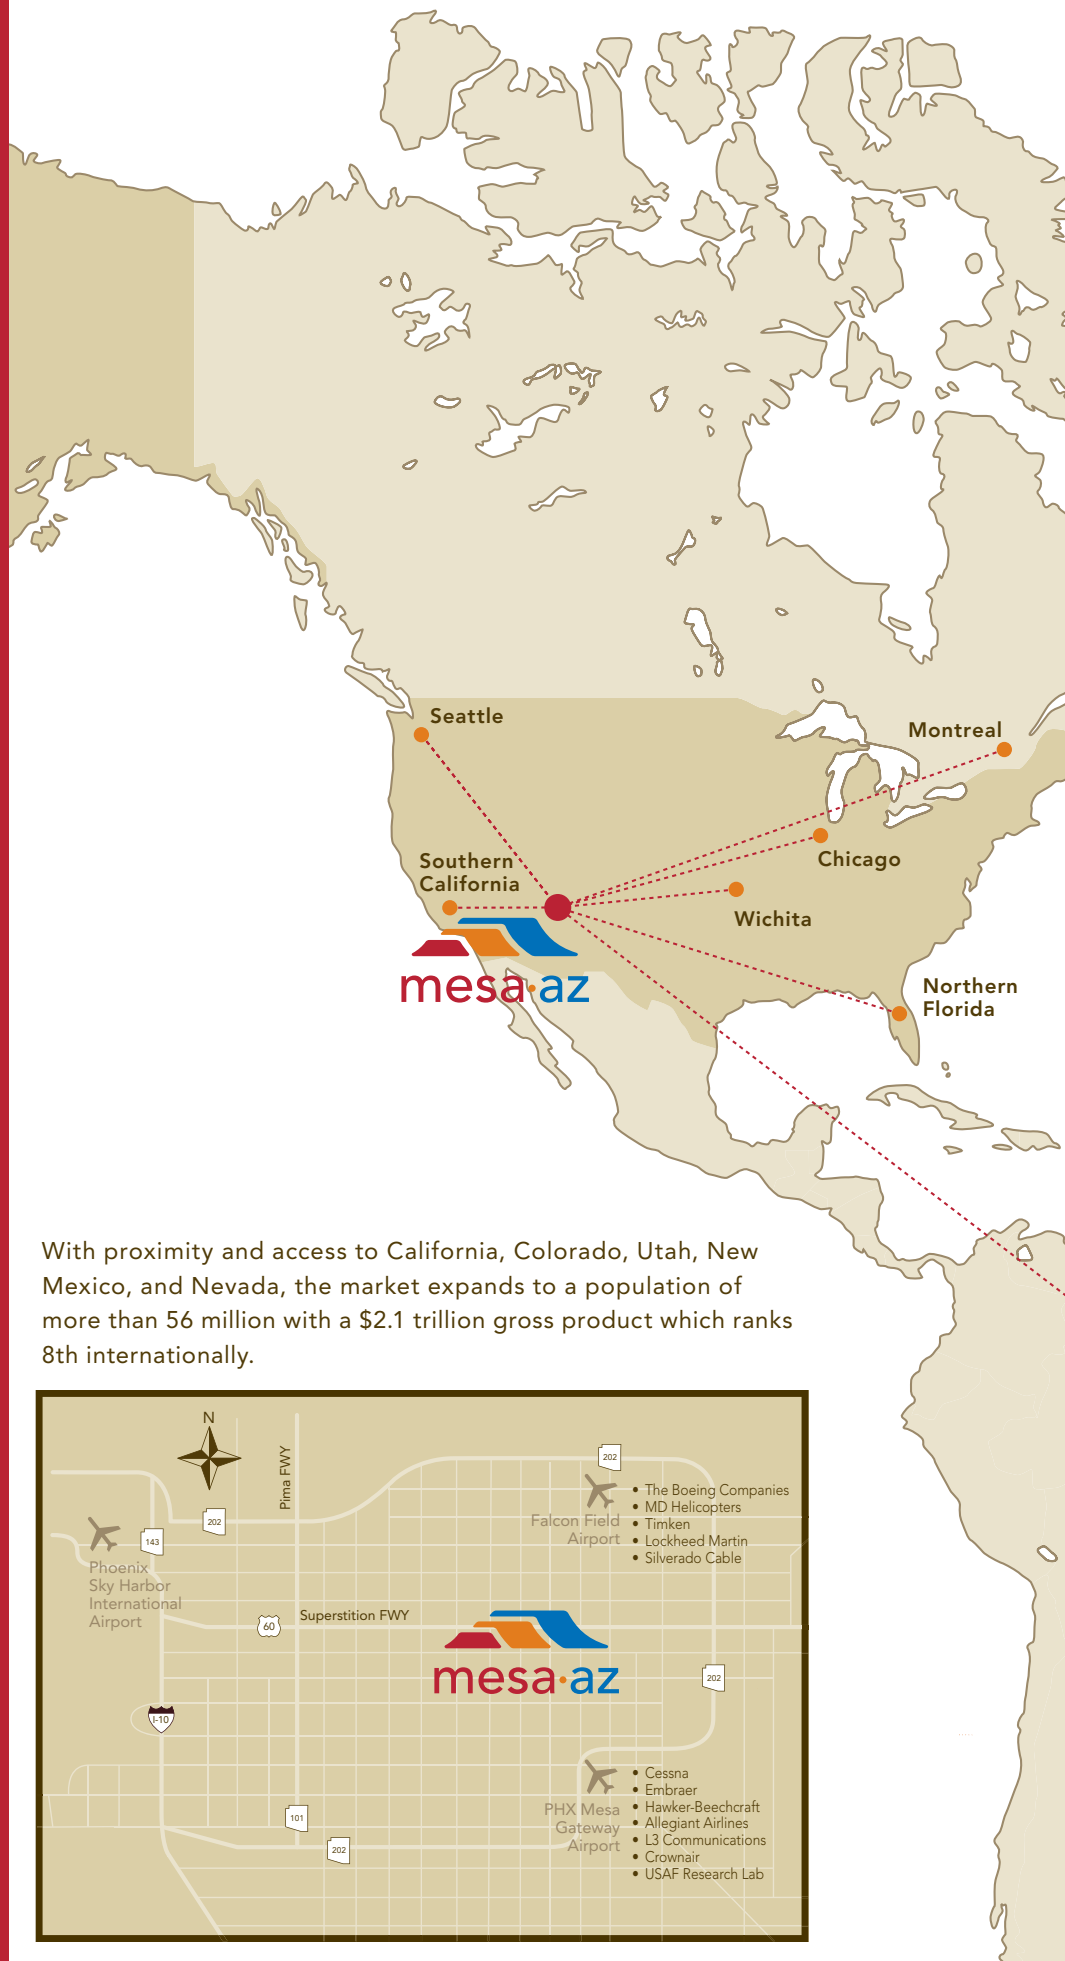 Seattle
Montreal
Southern
California
Chicago
Wichita
mesa·az
Northern
Florida
With proximity and access to California, Colorado, Utah, New
Mexico, and Nevada, the market expands to a population of
more than 56 million with a $2.1 trillion gross product which ranks
8th internationally.
N
Pima FWY
202
202
143
Phoenix
Sky Harbor
International
Airport
Falcon Field
Airport
• The Boeing Companies
• MD Helicopters
• Timken
• Lockheed Martin
• Silverado Cable
60
Superstition FWY
mesa·az
202
I-10
101
202
PHX Mesa
Gateway
Airport
• Cessna
• Embraer
• Hawker-Beechcraft
• Allegiant Airlines
• L3 Communications
• Crownair
• USAF Research Lab